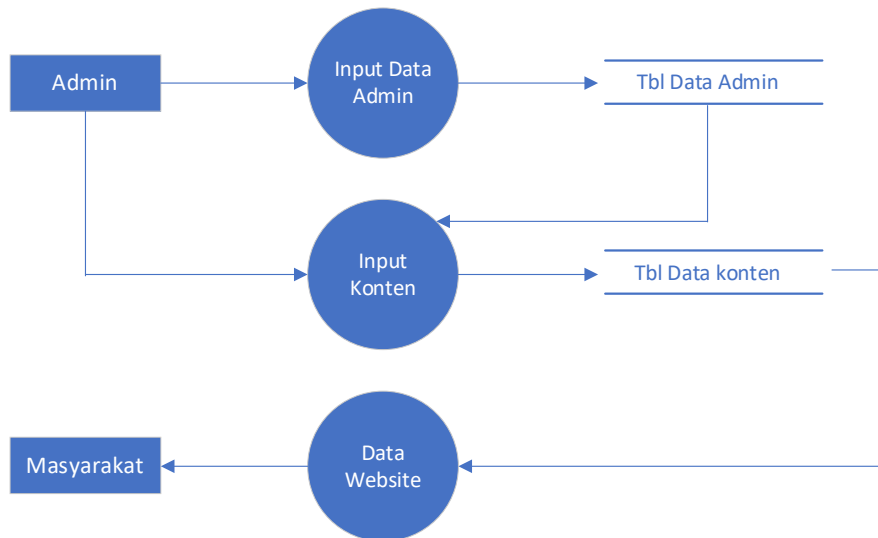 Admin
Input Data
Admin
Tbl Data Admin
Input
Konten
Tbl Data konten
Masyarakat
Data
Website